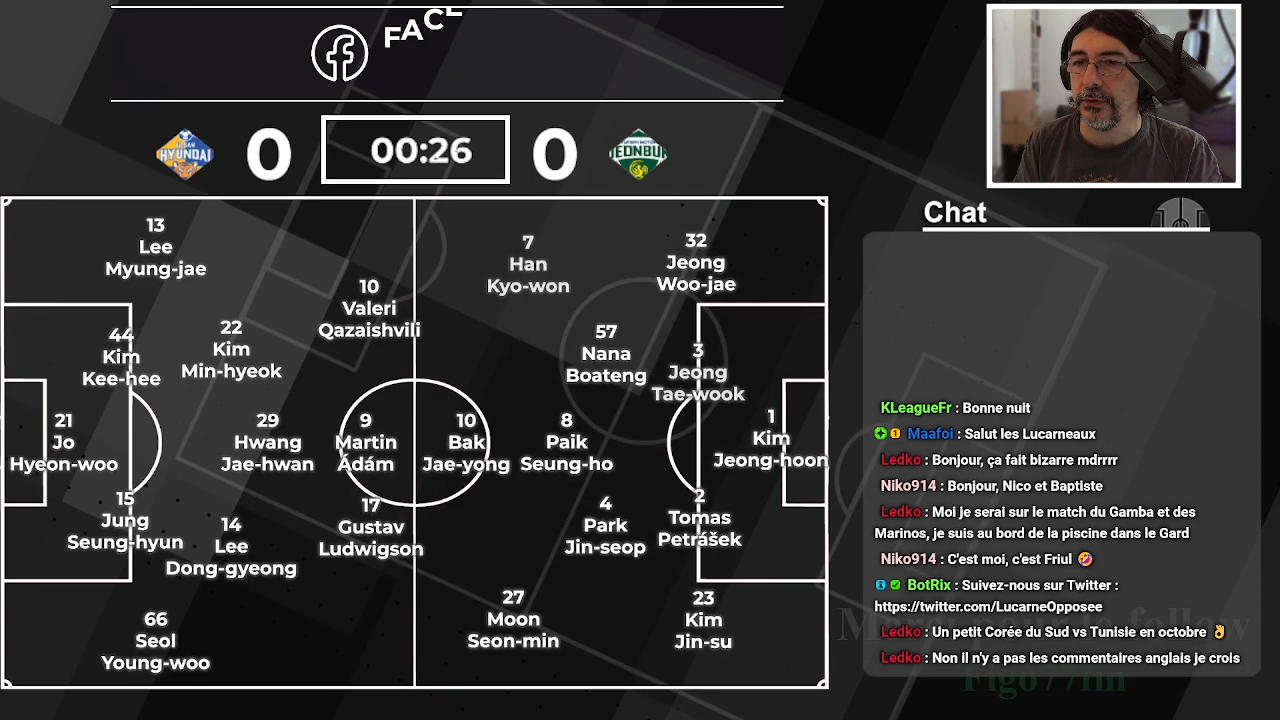 FACE
HYUNDAI
0
00:26
0
JEONBUK
Chat
13
Lee
Myung-jae
44
Kim
Kee-hee
22
Kim
Min-hyeok
10
Valeri
Qazaishvili
21
Jo
Hyeon-woo
29
Hwang
Jae-hwan
9
Martin
Ádám
15
Jung
Seung-hyun
14
Lee
Dong-gyeong
17
Gustav
Ludwigson
66
Seol
Young-woo
7
Han
Kyo-won
32
Jeong
Woo-jae
57
Nana
Boateng
3
Jeong
Tae-wook
10
Bak
Jae-yong
8
Paik
Seung-ho
1
Kim
Jeong-hoon
4
Park
Jin-seop
2
Tomas
Petrášek
27
Moon
Seon-min
23
Kim
Jin-su
KLeagueFr : Bonne nuit
1 Maafoi : Salut les Lucarneaux
Ledko : Bonjour, ça fait bizarre mdrrrr
Niko914 : Bonjour, Nico et Baptiste
Ledko : Moi je serai sur le match du Gamba et des
Marinos, je suis au bord de la piscine dans le Gard
Niko914 : C'est moi, c'est Friul 🤣
BotRix : Suivez-nous sur Twitter :
https://twitter.com/LucarneOpposee
Ledko : Un petit Corée du Sud vs Tunisie en octobre 👌
Ledko : Non il n'y a pas les commentaires anglais je crois